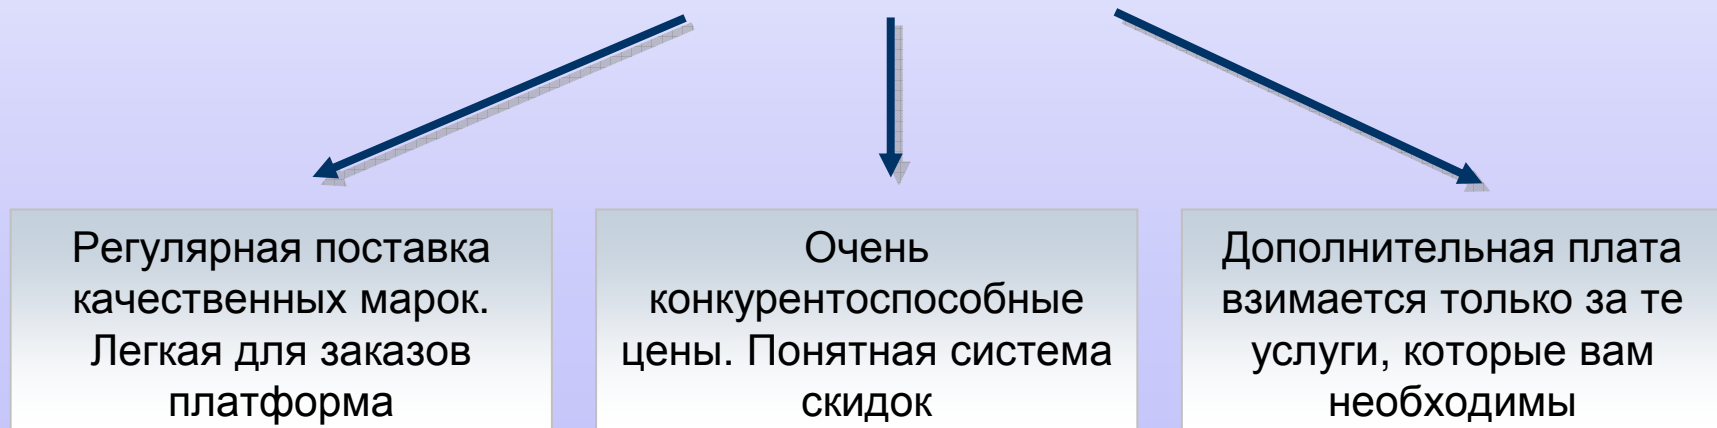 Регулярная поставка
качественных марок.
Легкая для заказов
платформа
Очень
конкурентоспособные
цены. Понятная система
скидок
Дополнительная плата
взимается только за те
услуги, которые вам
необходимы